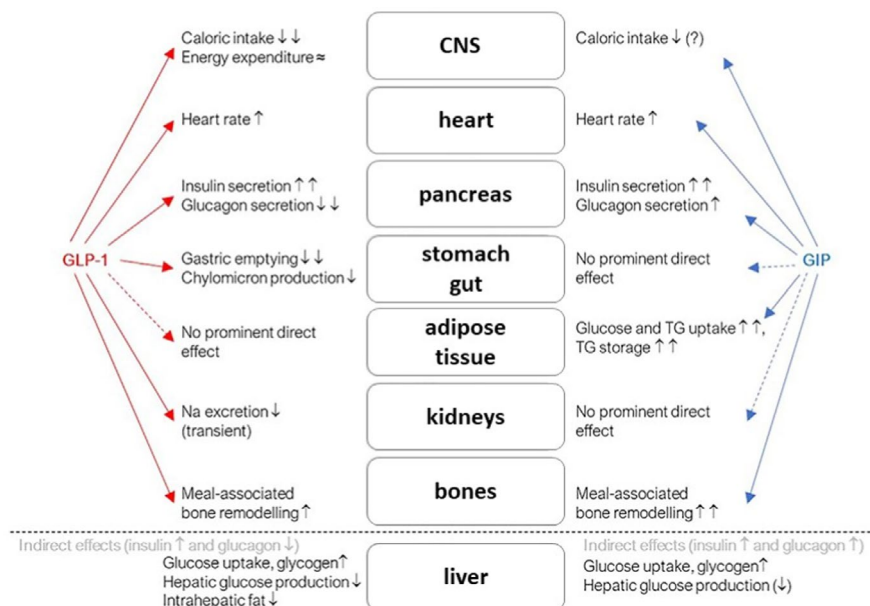 Caloric intake ↓ ↓
Energy expenditure ≈
CNS
Caloric intake ↓ (?)
Heart rate ↑
heart
Heart rate ↑
Insulin secretion ↑ ↑
Glucagon secretion ↓ ↓
pancreas
Insulin secretion ↑ ↑
Glucagon secretion ↑
GLP-1
Gastric emptying ↓ ↓
Chylomicron production ↓
stomach
gut
No prominent direct
effect
GIP
No prominent direct
effect
adipose
tissue
Glucose and TG uptake ↑ ↑,
TG storage ↑ ↑
Na excretion ↓
(transient)
kidneys
No prominent direct
effect
Meal-associated
bone remodelling ↑
bones
Meal-associated
bone remodelling ↑ ↑
Indirect effects (insulin ↑ and glucagon ↓)
Glucose uptake, glycogen ↑
Hepatic glucose production ↓
Intrahepatic fat ↓
liver
Indirect effects (insulin ↑ and glucagon ↑)
Glucose uptake, glycogen ↑
Hepatic glucose production (↓)